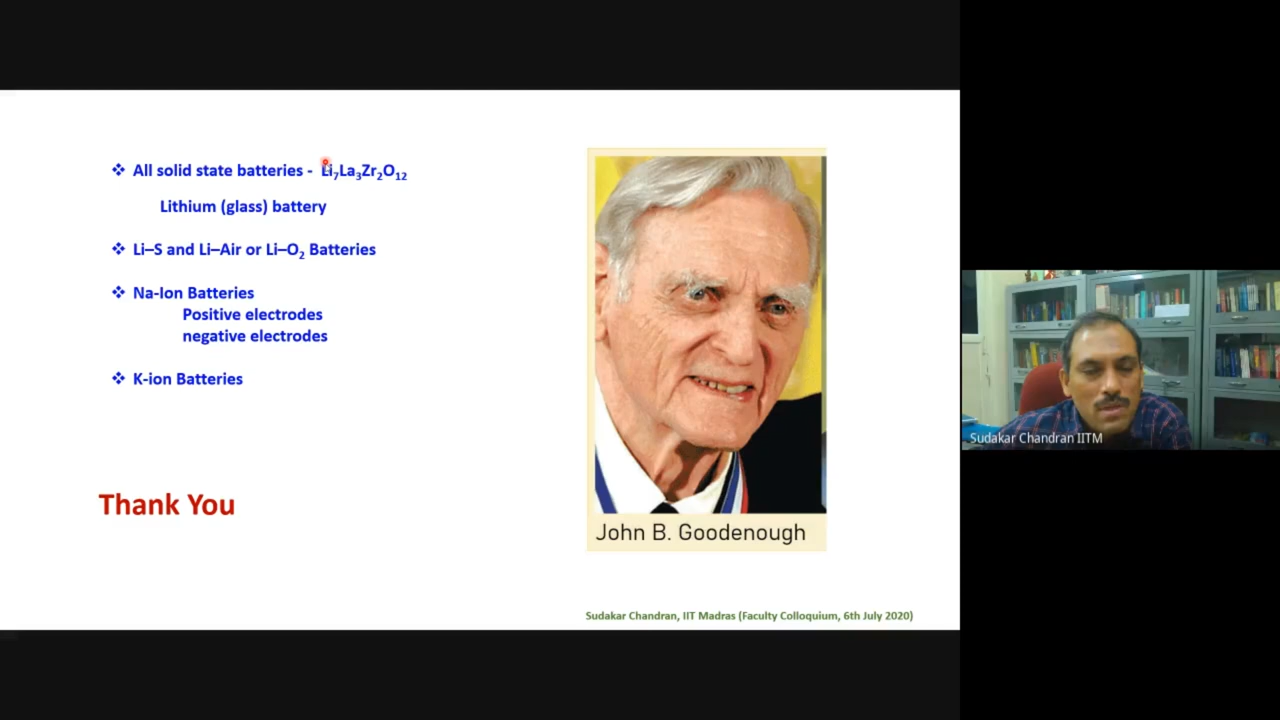 ❖ All solid state batteries - Li₇La₃Zr₂O₁₂
Lithium (glass) battery
❖ Li–S and Li–Air or Li–O₂ Batteries
❖ Na-Ion Batteries
Positive electrodes
negative electrodes
❖ K-ion Batteries
Thank You
John B. Goodenough
Sudakar Chandran, IIT Madras (Faculty Colloquium, 6th July 2020)
Sudakar Chandran IITM